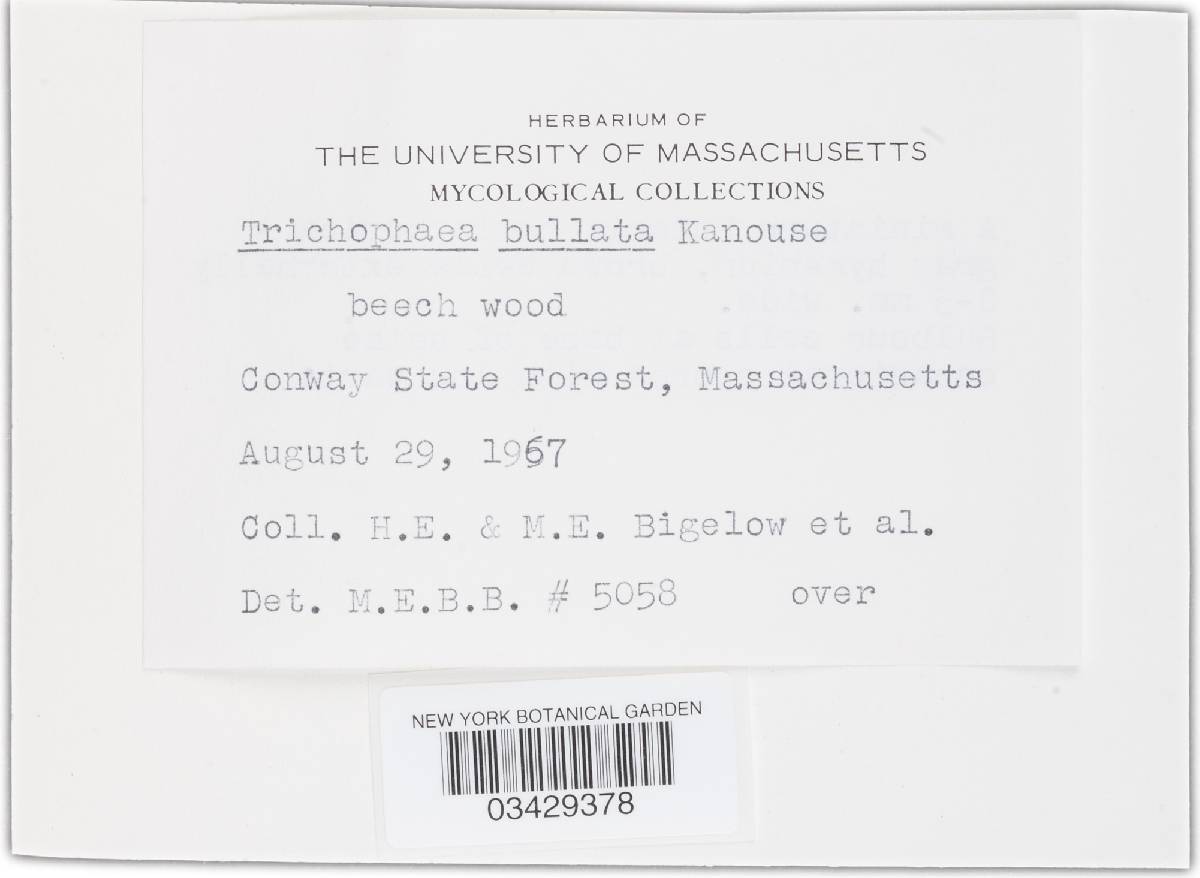 HERBARIUM OF
THE UNIVERSITY OF MASSACHUSETTS
MYCOLOGICAL COLLECTIONS
Trichophaea bullata Kanouse
beech wood
Conway State Forest, Massachusetts
August 29, 1967
Coll. H.E. & M.E. Bigelow et al.
Det. M.E.B.B. # 5058 over
NEW YORK BOTANICAL GARDEN
03429378